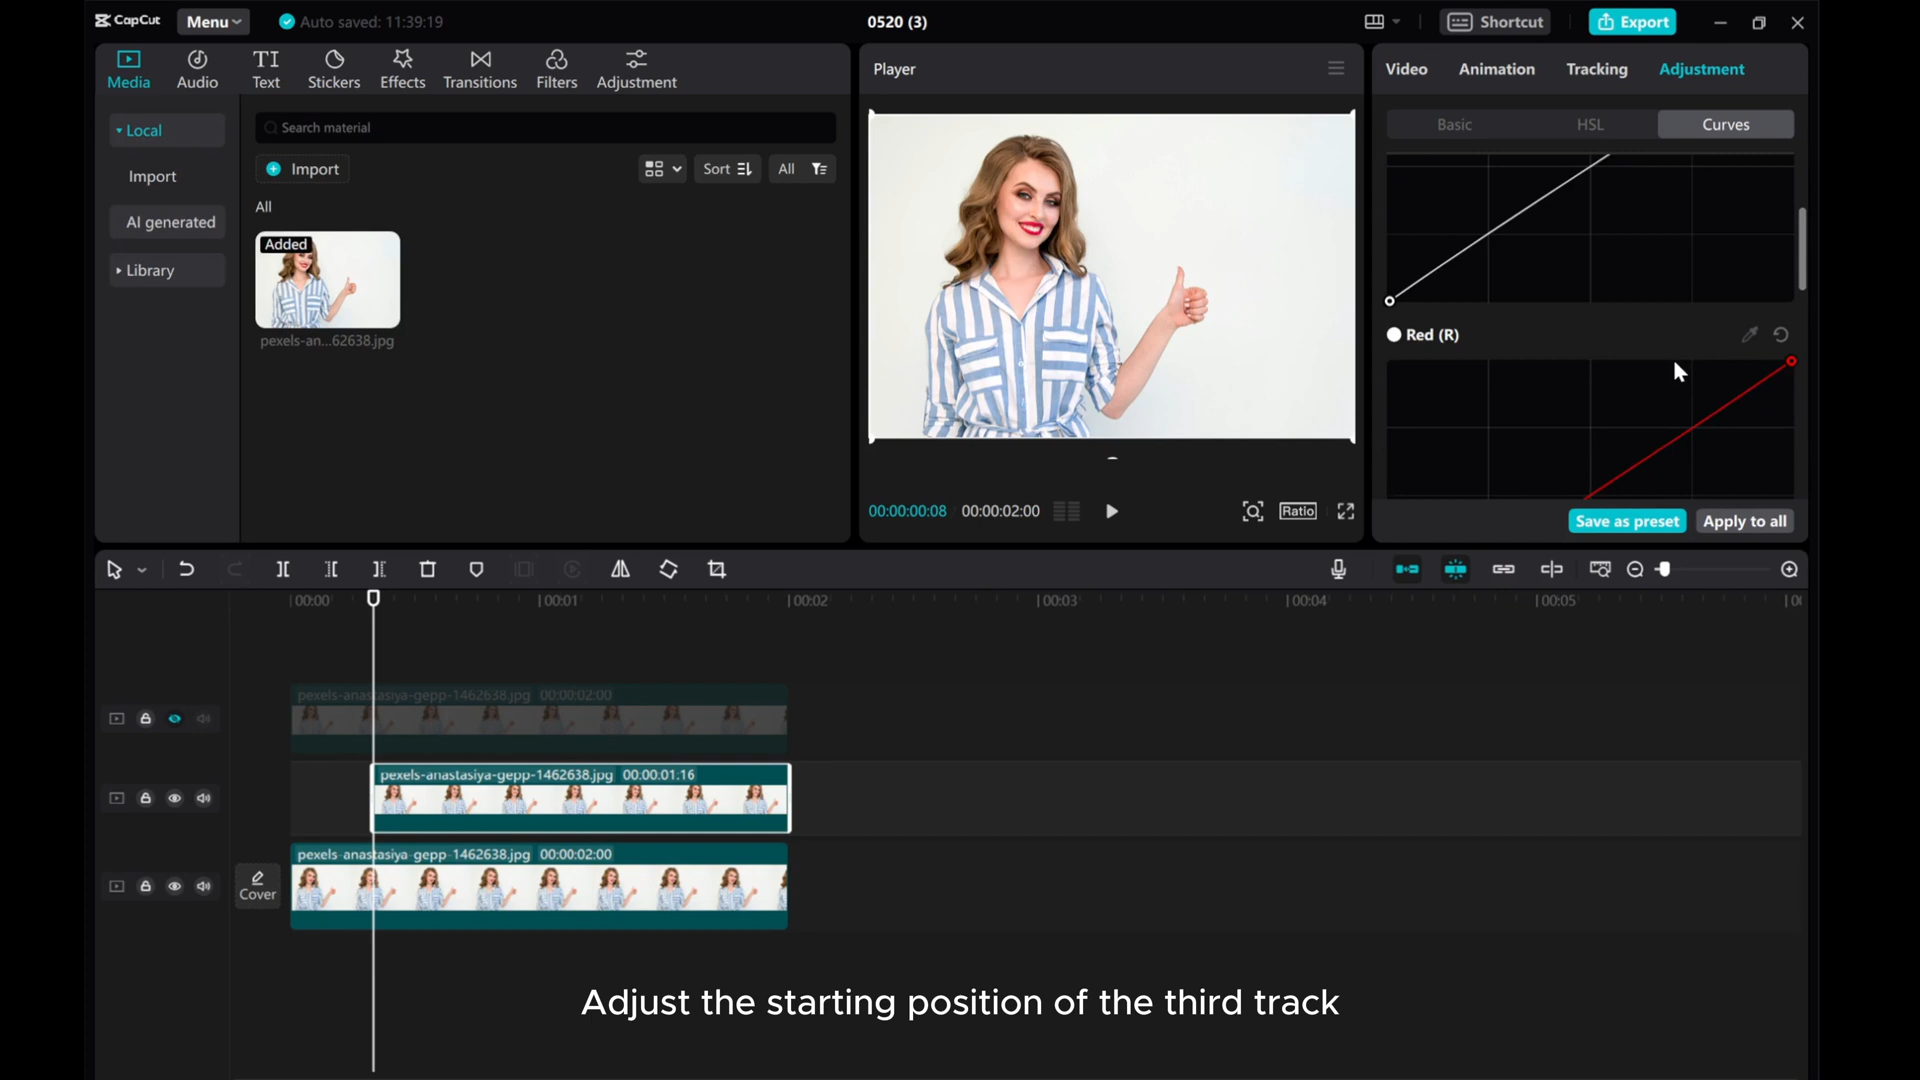 CapCut
Menu
Auto saved: 11:39:19
0520 (3)
Shortcut
Export
Media
Audio
Text
Stickers
Effects
Transitions
Filters
Adjustment
Player
Video
Animation
Tracking
Adjustment
Local
Import
AI generated
Library
Search material
Import
Sort
All
All
Added
pexels-an...62638.jpg
Basic
HSL
Curves
Red (R)
00:00:00:08
00:00:02:00
Ratio
Save as preset
Apply to all
00:00
00:01
00:02
00:03
00:04
00:05
pexels-anastasiya-gepp-1462638.jpg 00:00:02:00
pexels-anastasiya-gepp-1462638.jpg 00:00:01:16
pexels-anastasiya-gepp-1462638.jpg 00:00:02:00
Cover
Adjust the starting position of the third track